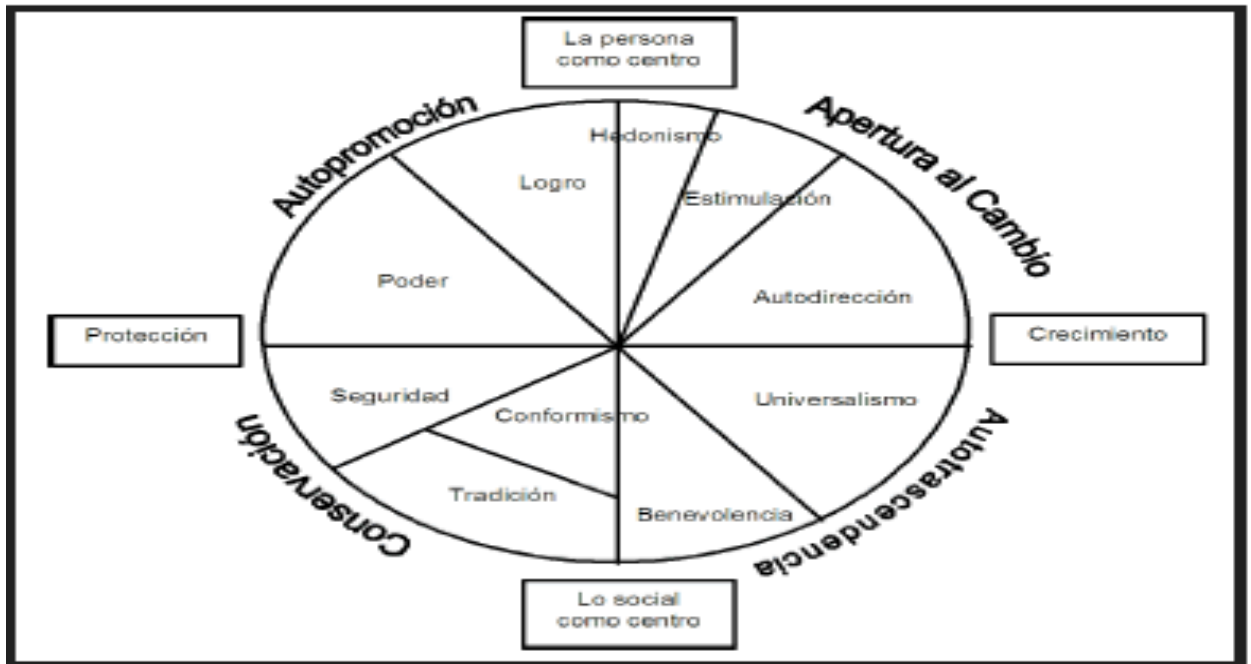 La persona
como centro
Autopromoción
Apertura al Cambio
Hedonismo
Logro
Estimulación
Poder
Autodirección
Protección
Crecimiento
Seguridad
Conformismo
Universalismo
Tradición
Benevolencia
Conservación
Autotrascendencia
Lo social
como centro